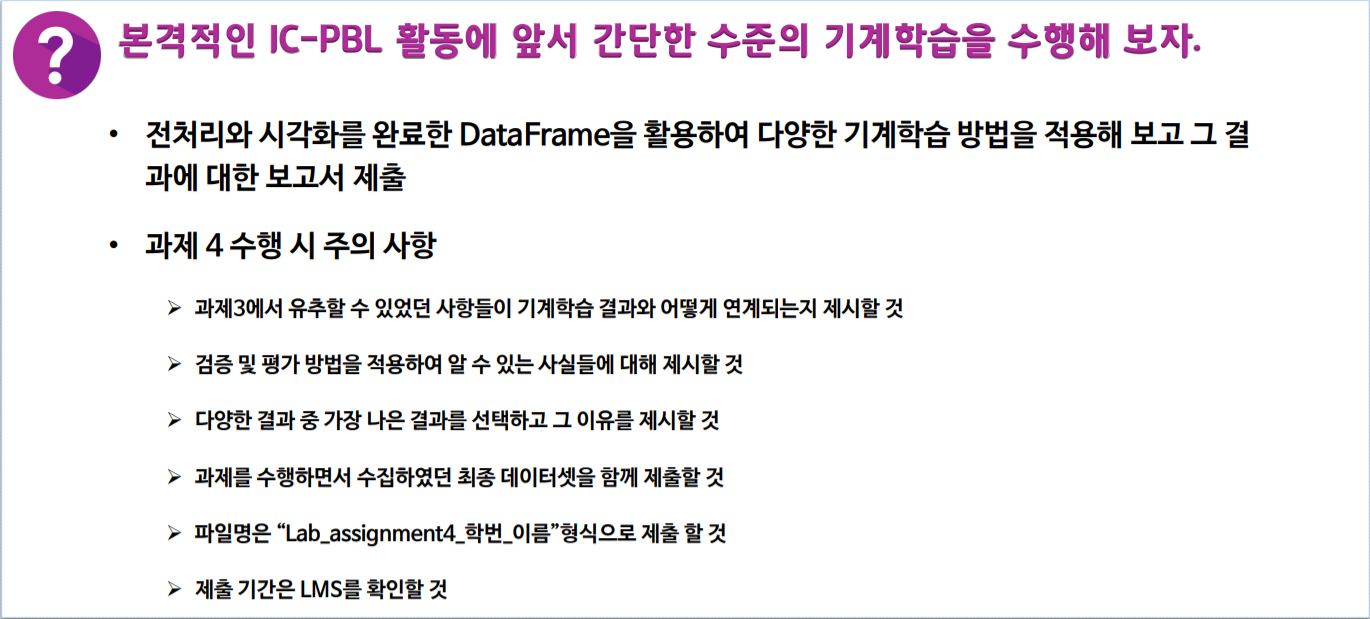 ?
본격적인 IC-PBL 활동에 앞서 간단한 수준의 기계학습을 수행해 보자.
• 전처리와 시각화를 완료한 DataFrame을 활용하여 다양한 기계학습 방법을 적용해 보고 그 결
과에 대한 보고서 제출
• 과제 4 수행 시 주의 사항
➢ 과제3에서 유추할 수 있었던 사항들이 기계학습 결과와 어떻게 연계되는지 제시할 것
➢ 검증 및 평가 방법을 적용하여 알 수 있는 사실들에 대해 제시할 것
➢ 다양한 결과 중 가장 나은 결과를 선택하고 그 이유를 제시할 것
➢ 과제를 수행하면서 수집하였던 최종 데이터셋을 함께 제출할 것
➢ 파일명은 “Lab_assignment4_학번_이름”형식으로 제출 할 것
➢ 제출 기간은 LMS를 확인할 것